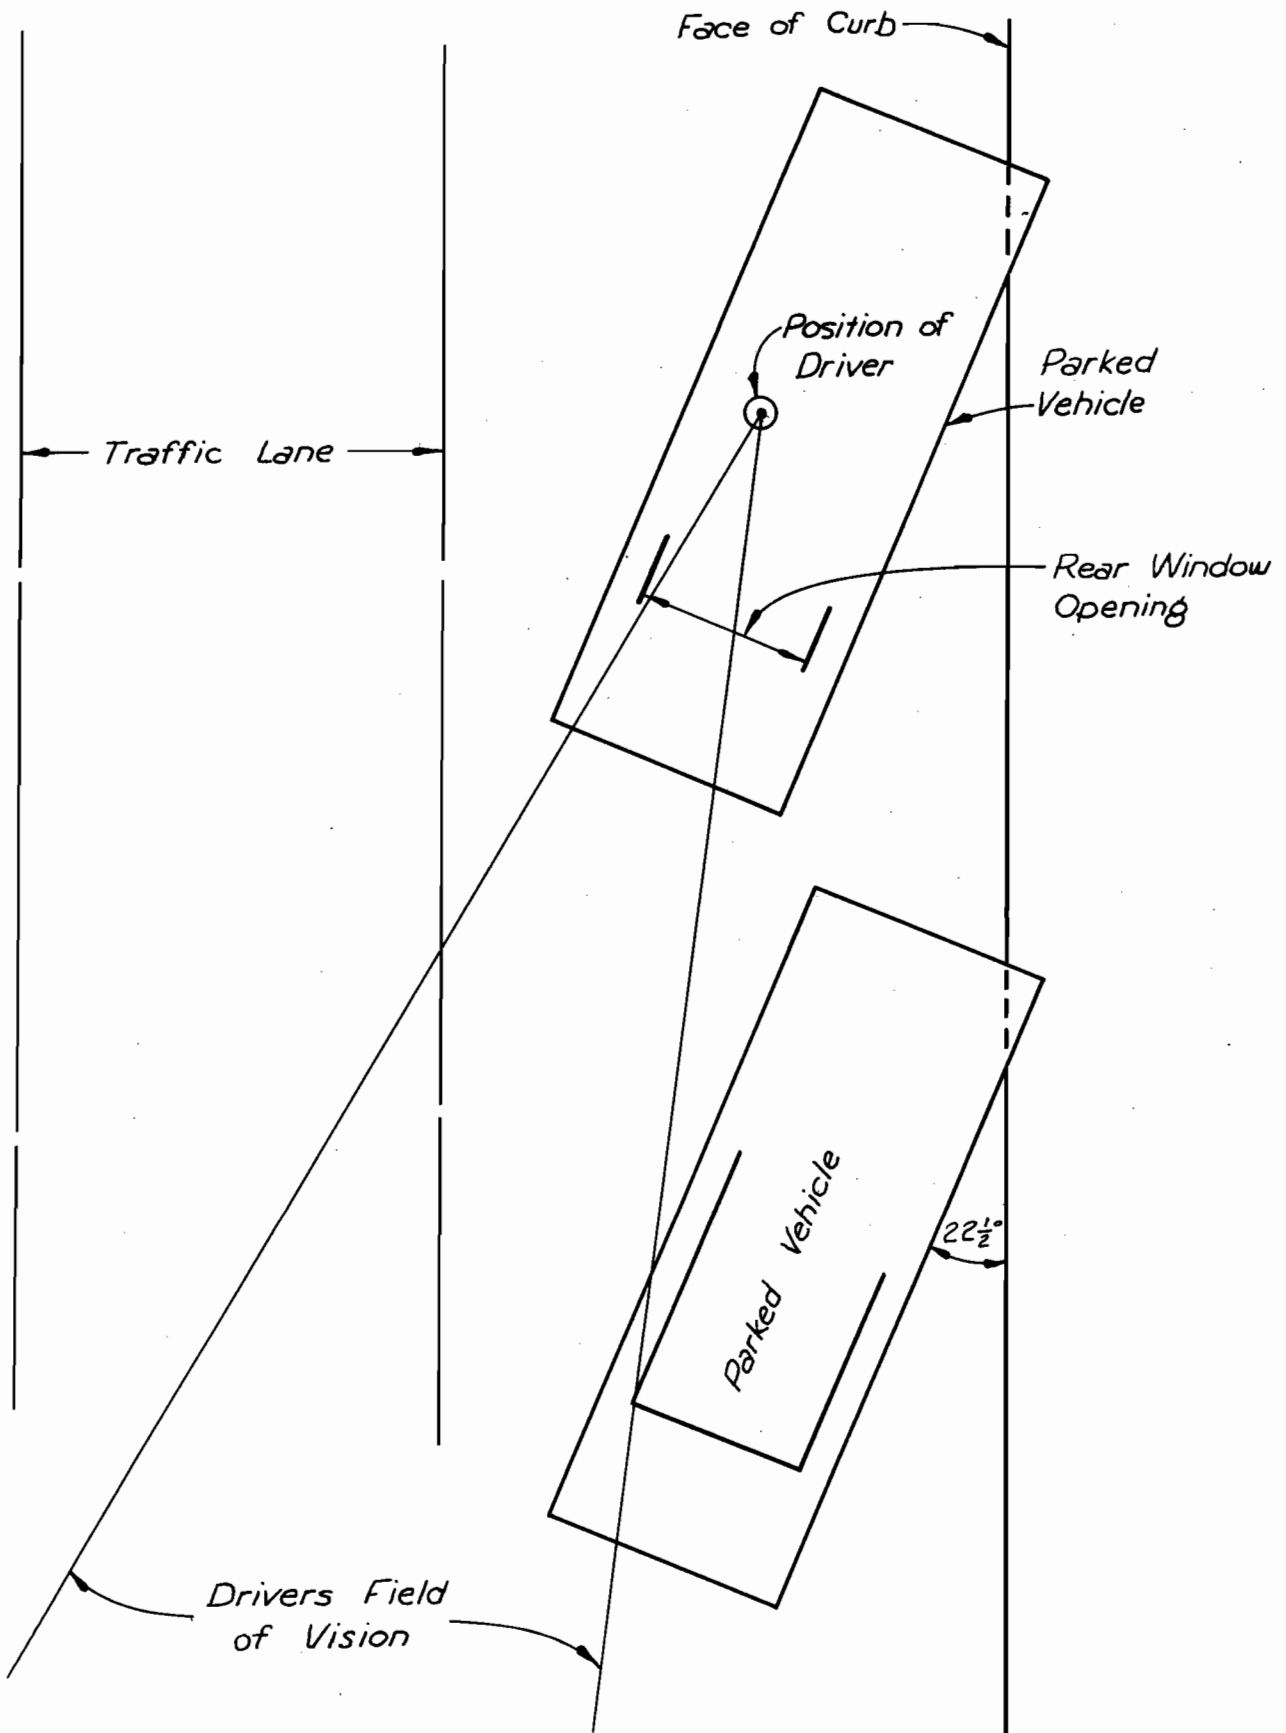 Face of Curb
Position of
Driver
Parked
Vehicle
Traffic Lane
Rear Window
Opening
Parked Vehicle
22½°
Drivers Field
of Vision